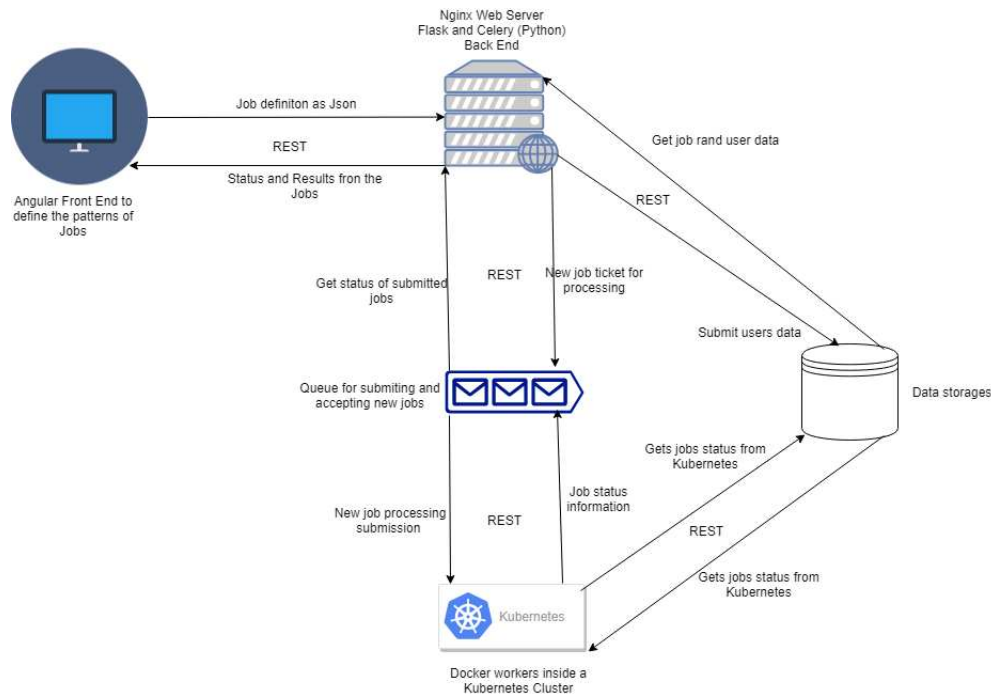 Nginx Web Server
Flask and Celery (Python)
Back End
Job definiton as Json
REST
Status and Results fron the
Jobs
Angular Front End to
define the patterns of
Jobs
Get job rand user data
REST
Get status of submitted
jobs
REST
New job ticket for
processing
Submit users data
Queue for submiting and
accepting new jobs
Data storages
Gets jobs status from
Kubernetes
New job processing
submission
REST
Job status
information
REST
Gets jobs status from
Kubernetes
Kubernetes
Docker workers inside a
Kubernetes Cluster